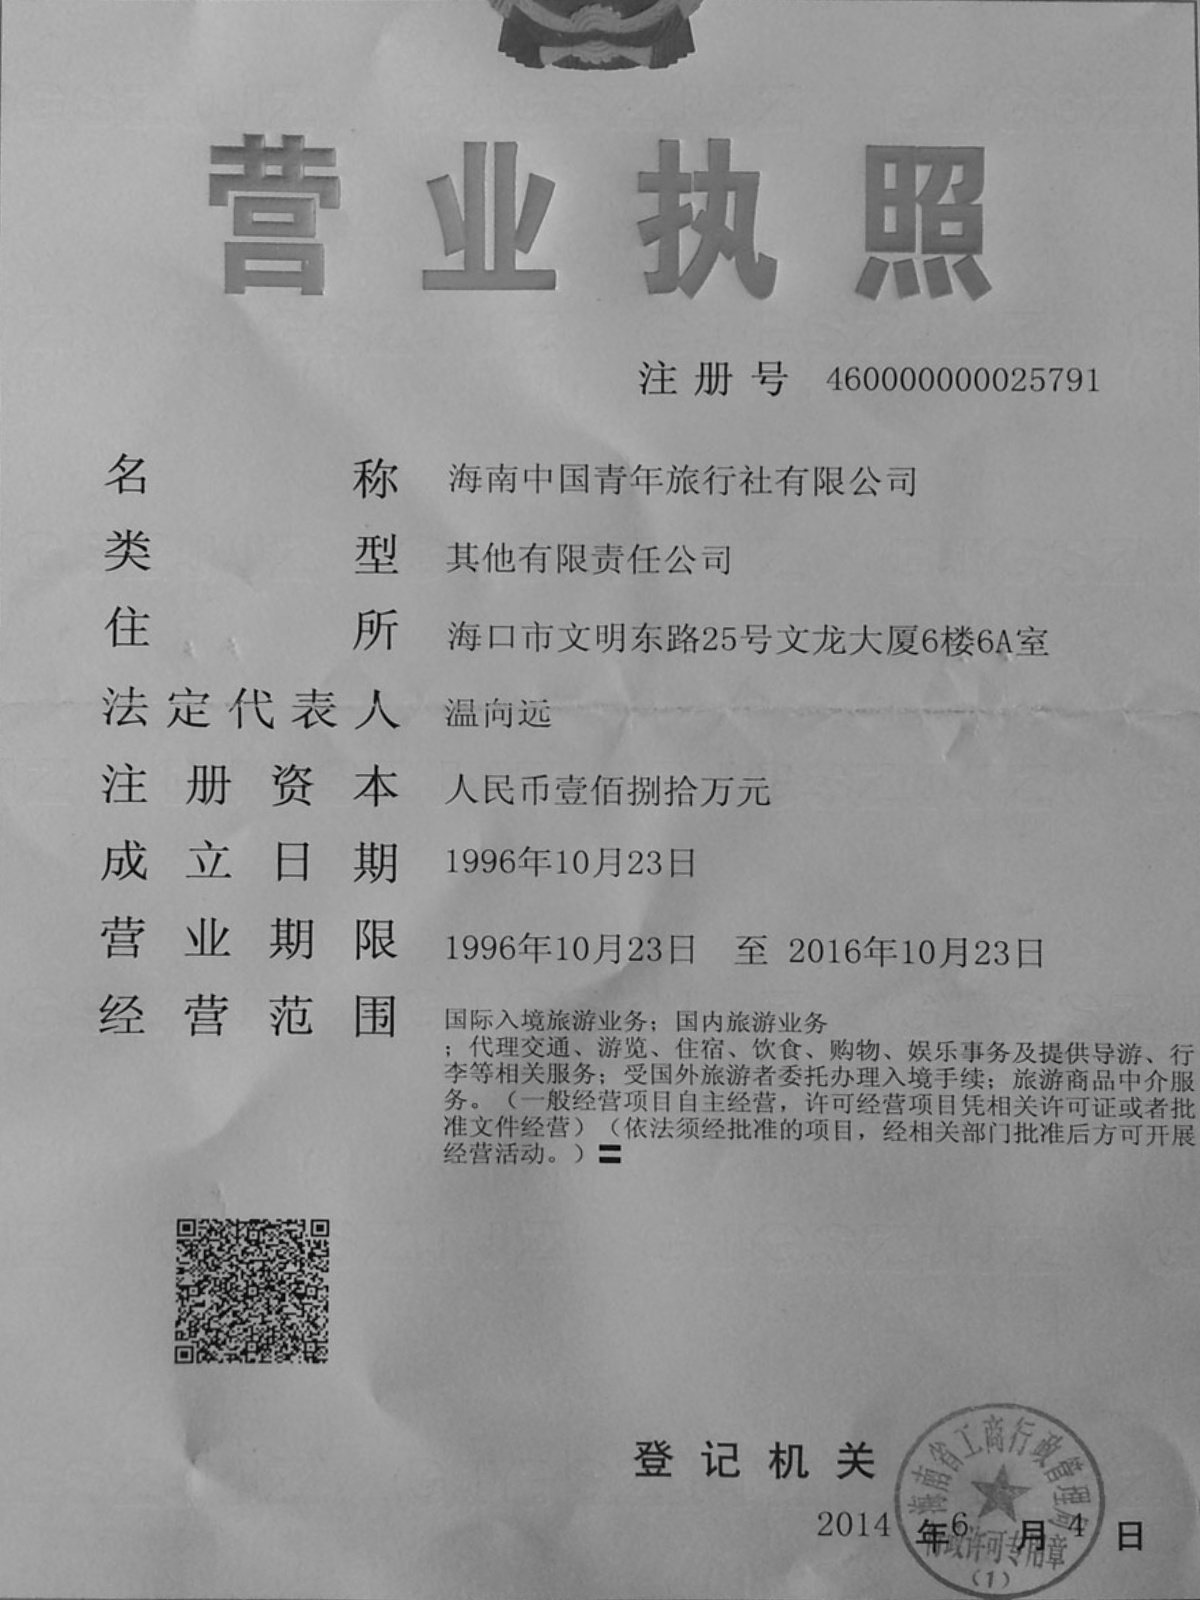 营业执照
注册号 460000000025791
名称 海南中国青年旅行社有限公司
类型 其他有限责任公司
住所 海口市文明东路25号文龙大厦6楼6A室
法定代表人 温向远
注册资本 人民币壹佰捌拾万元
成立日期 1996年10月23日
营业期限 1996年10月23日 至 2016年10月23日
经营范围 国际入境旅游业务；国内旅游业务
；代理交通、游览、住宿、饮食、购物、娱乐事务及提供导游、行
李等相关服务；受国外旅游者委托办理入境手续；旅游商品中介服
务。（一般经营项目自主经营，许可经营项目凭相关许可证或者批
准文件经营）（依法须经批准的项目，经相关部门批准后方可开展
经营活动。）
登记机关
海南省工商行政管理局
2014年6月4日
行政许可专用章
（1）